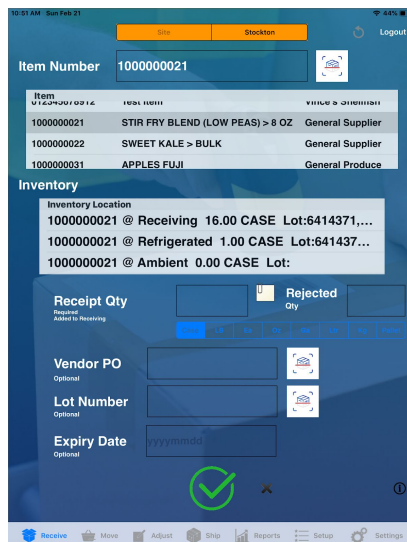 10:51 AM Sun Feb 21 44%
Site Stockton Logout
Item Number 1000000021
Item
012345678912 Test Item Vince's Shellfish
1000000021 STIR FRY BLEND (LOW PEAS) > 8 OZ General Supplier
1000000022 SWEET KALE > BULK General Supplier
1000000031 APPLES FUJI General Produce
Inventory
Inventory Location
1000000021 @ Receiving 16.00 CASE Lot:6414371,...
1000000021 @ Refrigerated 1.00 CASE Lot:641437...
1000000021 @ Ambient 0.00 CASE Lot:
Receipt Qty Rejected
Required Qty
Added to Receiving
Case
Vendor PO
Optional
Lot Number
Optional
Expiry Date yyyymmdd
Optional
Receive Move Adjust Ship Reports Setup Settings